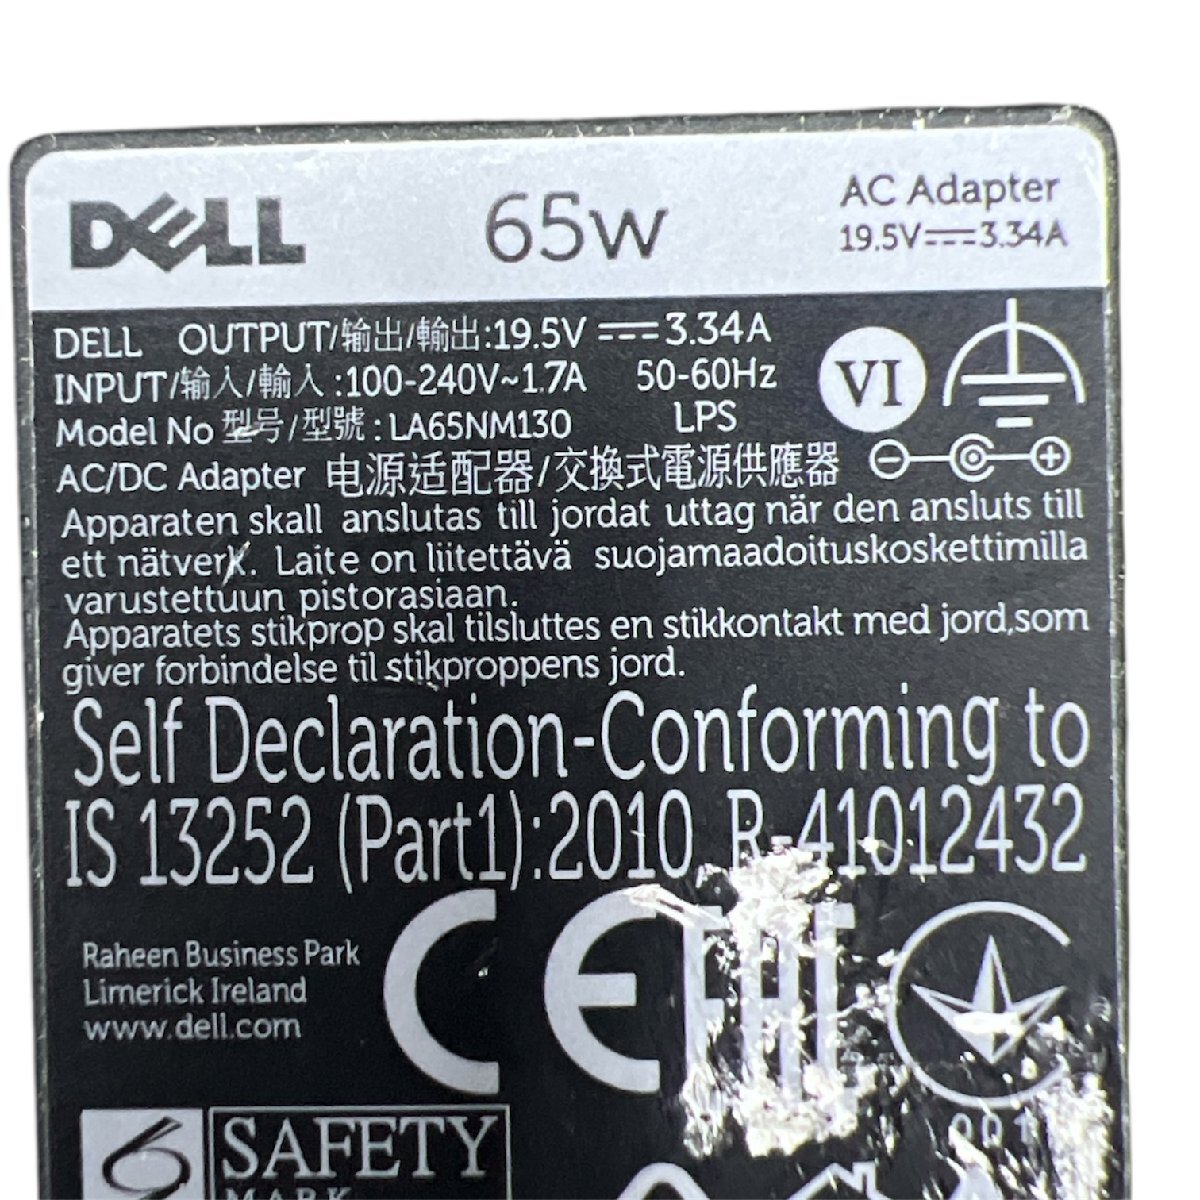 DELL 65W AC Adapter
19.5V⎓3.34A
DELL OUTPUT/输出/輸出:19.5V ⎓3.34A
INPUT/输入/輸入:100-240V~1.7A 50-60Hz
Model No 型号/型號:LA65NM130 LPS
VI
AC/DC Adapter 电源适配器/交換式電源供應器
Apparaten skall anslutas till jordat uttag när den ansluts till
ett nätverk. Laite on liitettävä suojamaadoituskoskettimilla
varustettuun pistorasiaan.
Apparatets stikprop skal tilsluttes en stikkontakt med jord,som
giver forbindelse til stikproppens jord.
Self Declaration-Conforming to
IS 13252 (Part1):2010, R-41012432
Raheen Business Park
Limerick Ireland
www.dell.com
CE EAC
001
SAFETY
MARK